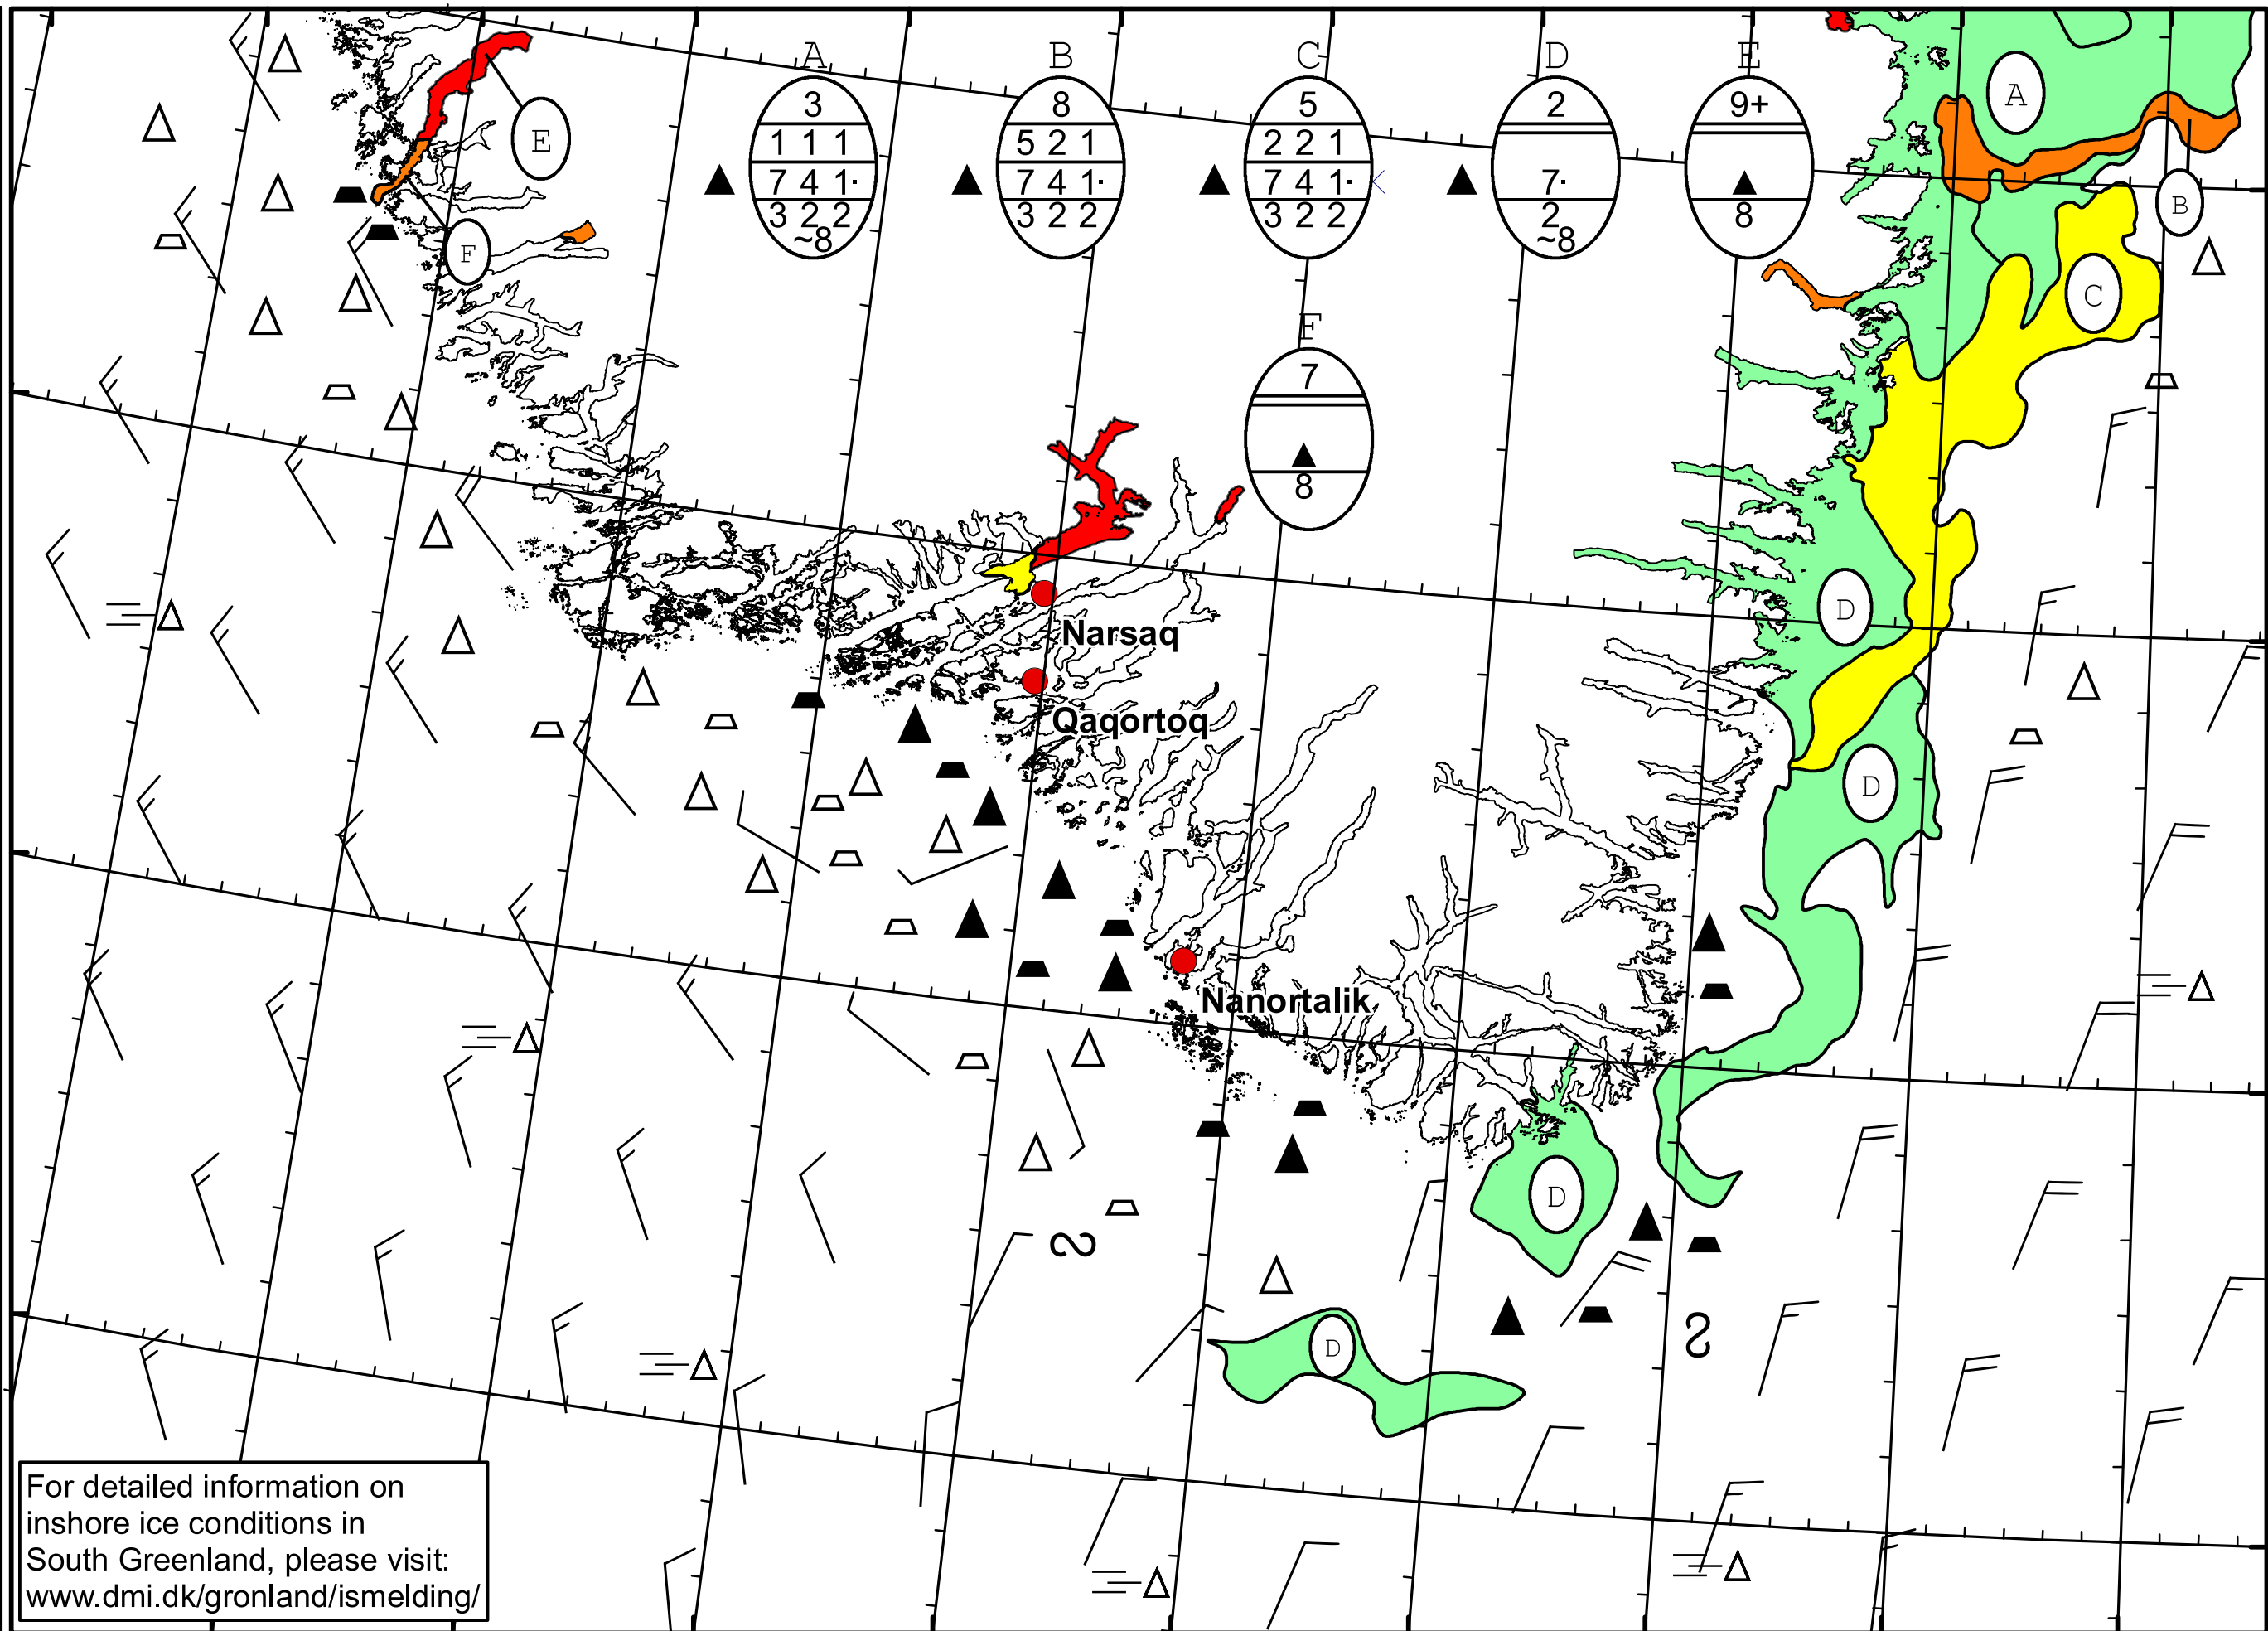 A B C D E
3
1 1 1
7 4 1·
3 2 2
~8
8
5 2 1
7 4 1·
3 2 2
5
2 2 1
7 4 1·
3 2 2
2
7·
2
~8
9+
8
F
7
8
E
F
A
B
C
D
D
D
D
Narsaq
Qaqortoq
Nanortalik
For detailed information on
inshore ice conditions in
South Greenland, please visit:
www.dmi.dk/gronland/ismelding/